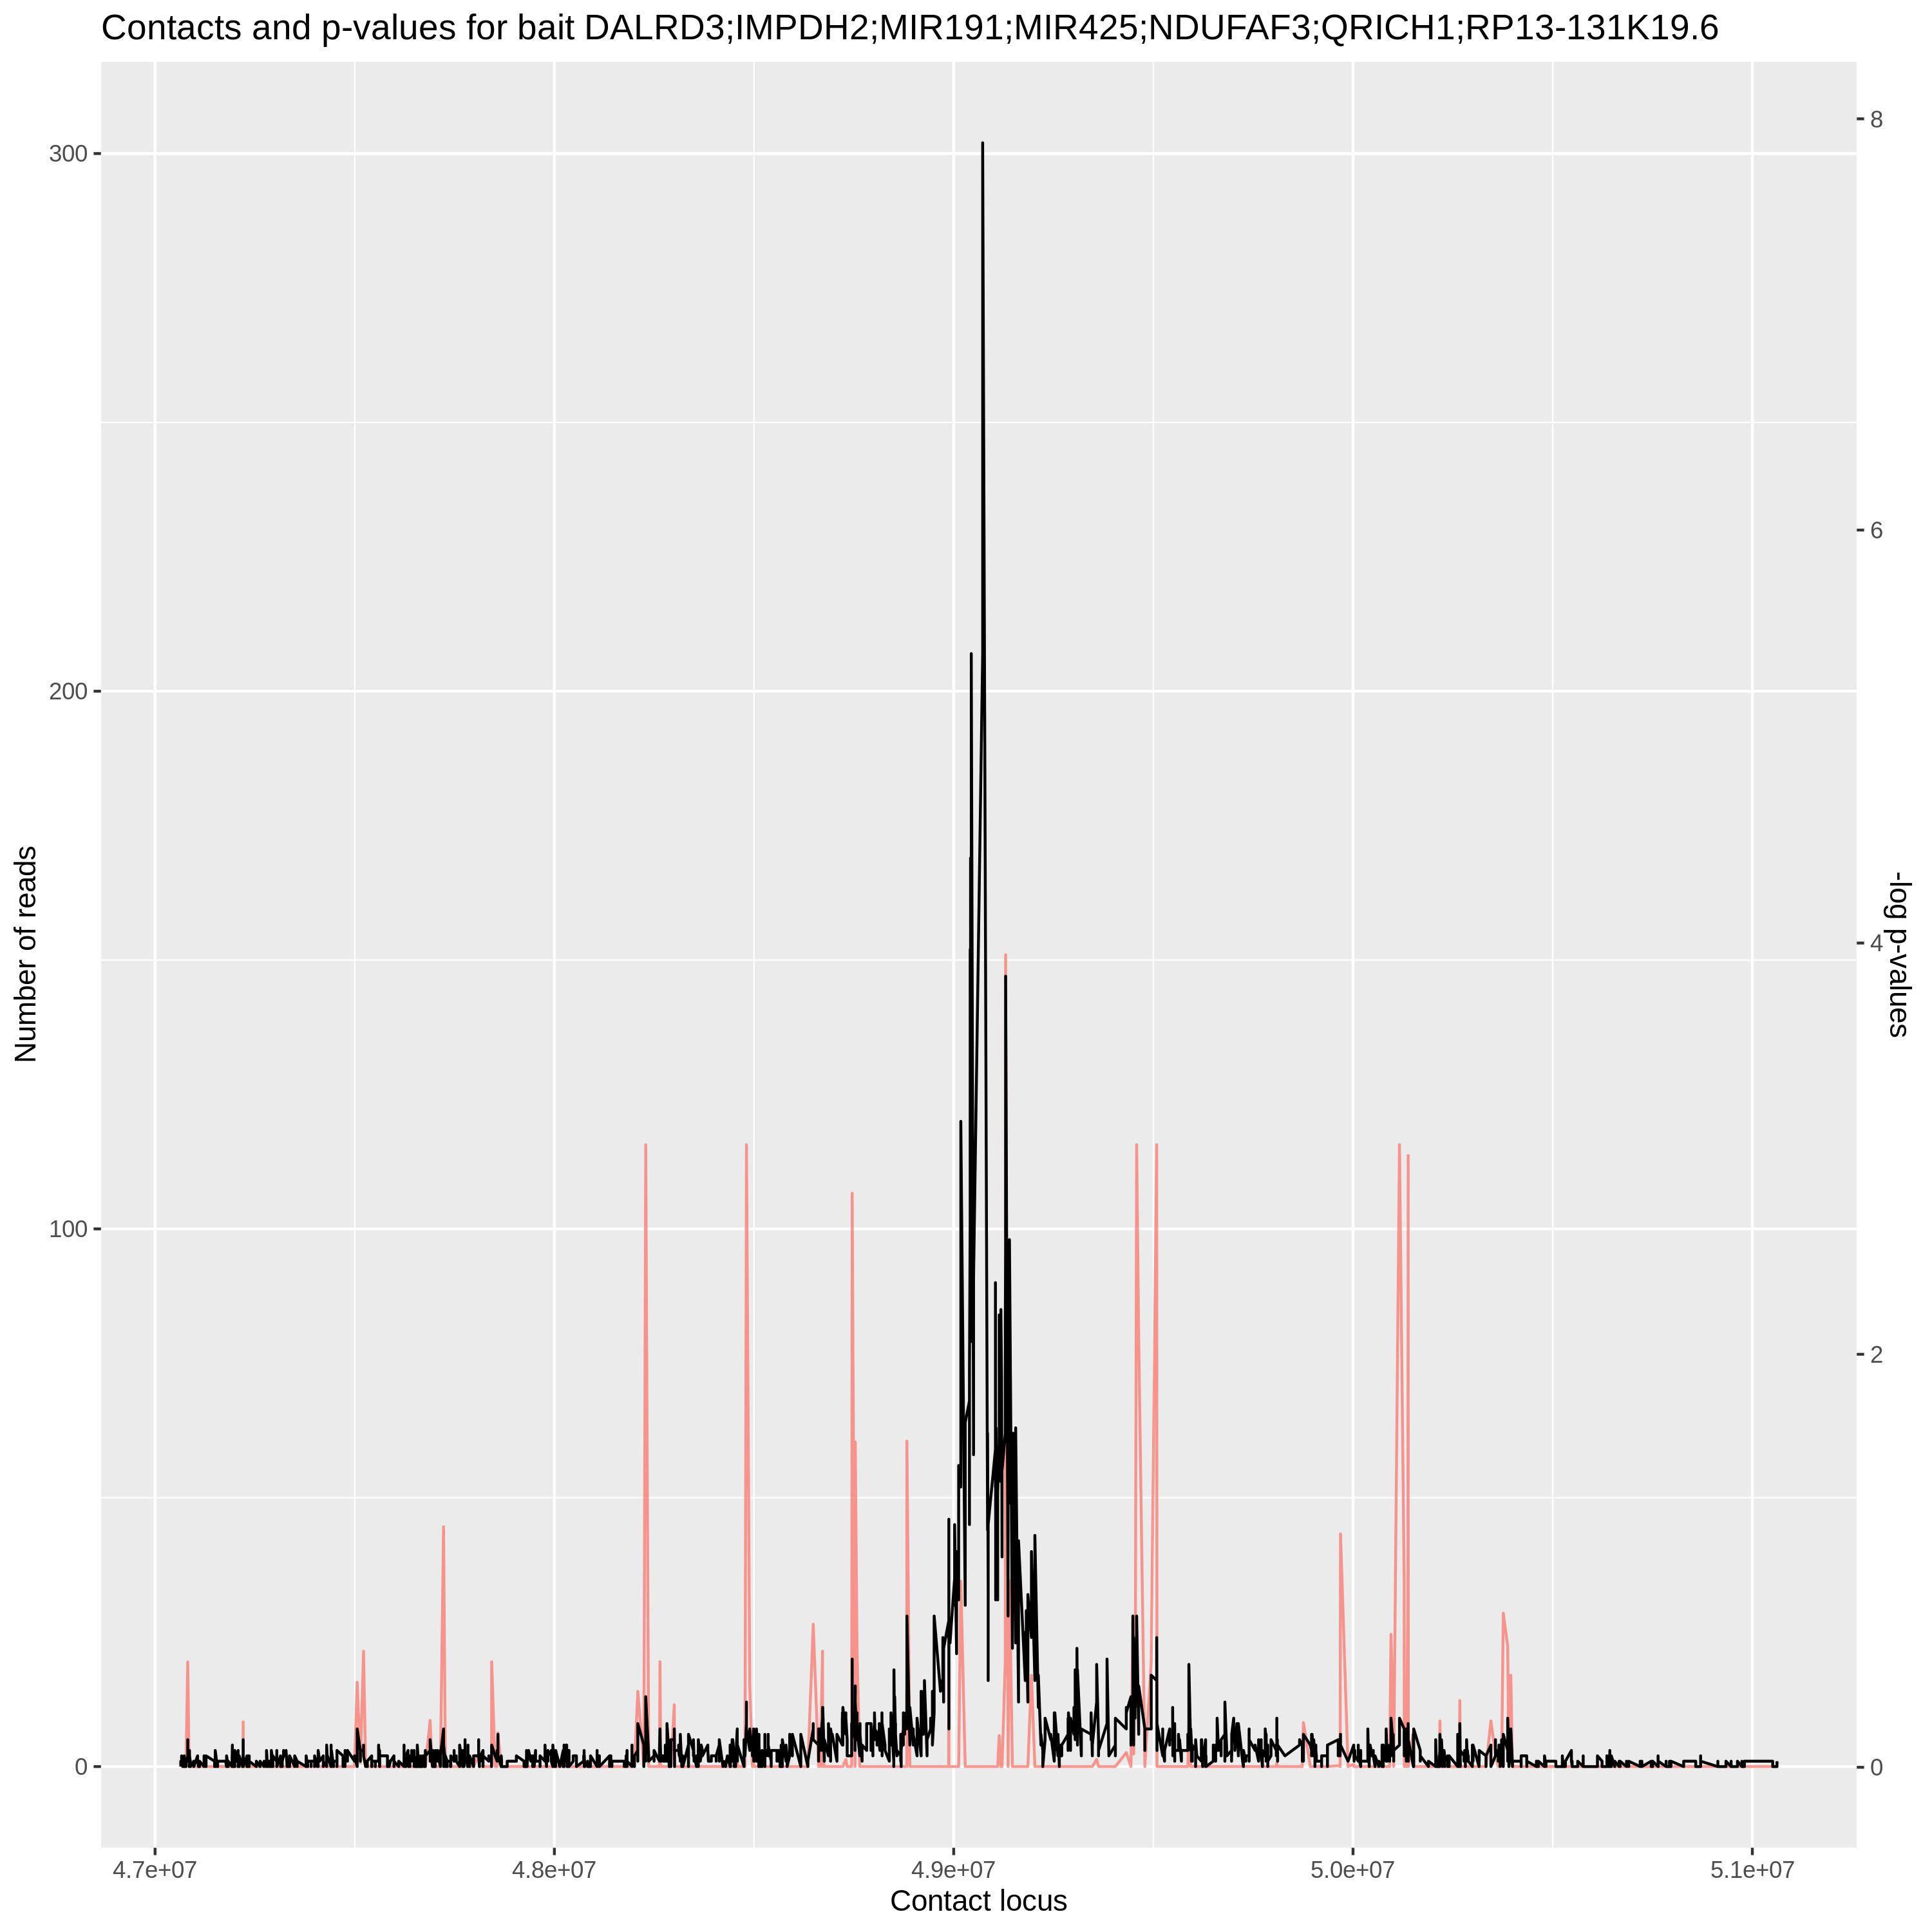 Contacts and p-values for bait DALRD3;IMPDH2;MIR191;MIR425;NDUFAF3;QRICH1;RP13-131K19.6
300
200
100
0
Number of reads
8
6
4
2
0
-log p-values
4.7e+07 4.8e+07 4.9e+07 5.0e+07 5.1e+07
Contact locus